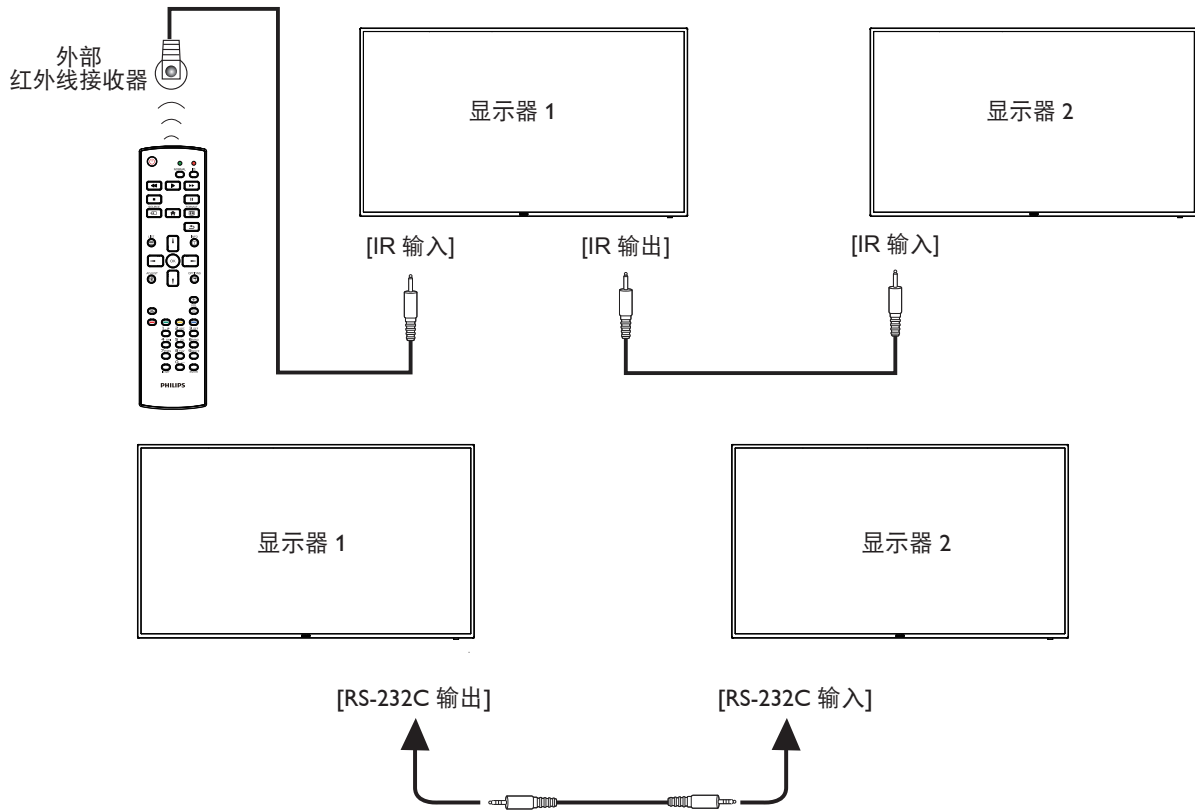 外部
红外线接收器
显示器 1
显示器 2
[IR 输入]
[IR 输出]
[IR 输入]
PHILIPS
显示器 1
显示器 2
[RS-232C 输出]
[RS-232C 输入]